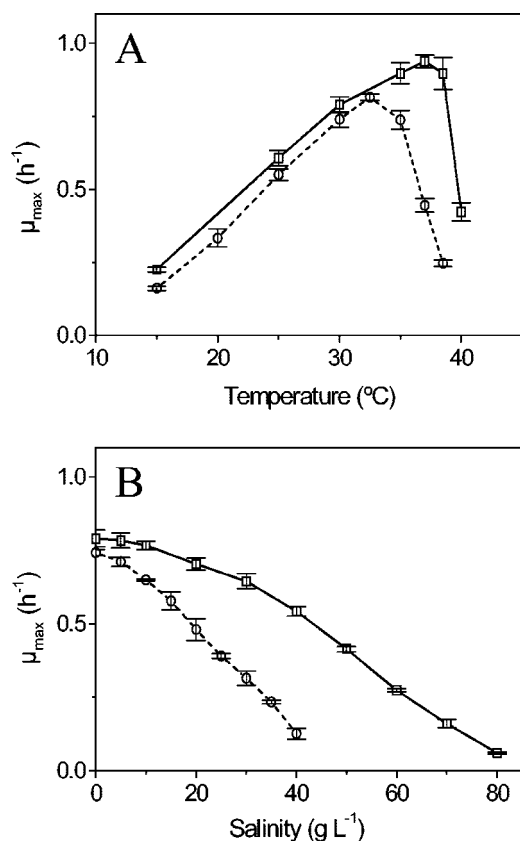 A
1.0
0.5
0.0
μmax (h-1)
10 20 30 40
Temperature (ºC)
B
1.0
0.5
0.0
μmax (h-1)
0 20 40 60 80
Salinity (g L-1)